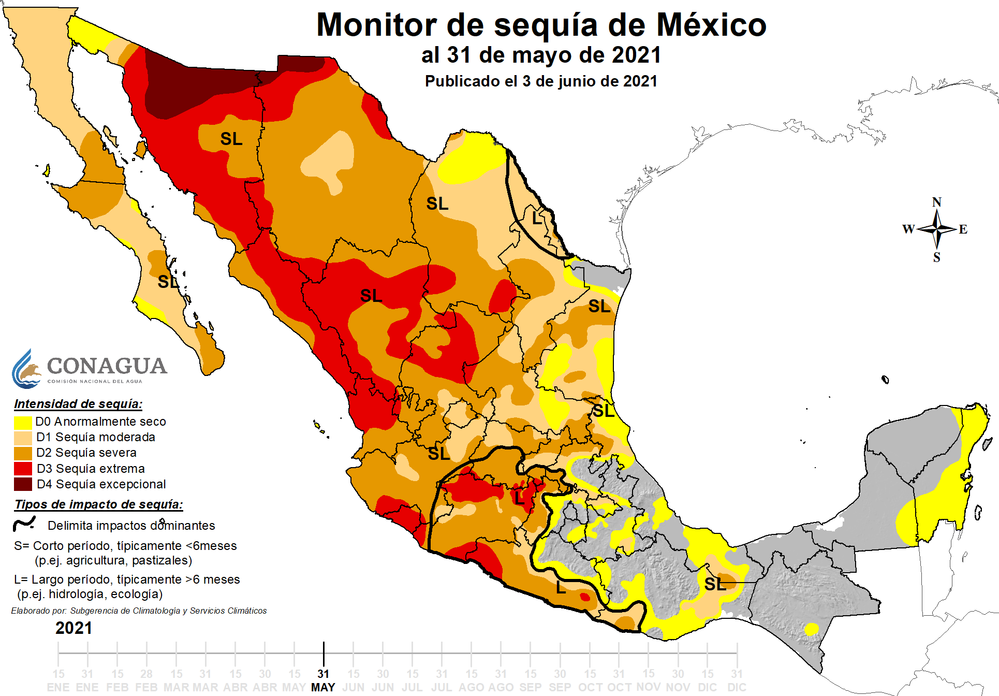 Monitor de sequía de México
al 31 de mayo de 2021
Publicado el 3 de junio de 2021
SL
SL
L
N
W E
S
SL
SL
SL
CONAGUA
COMISIÓN NACIONAL DEL AGUA
Intensidad de sequía:
D0 Anormalmente seco
D1 Sequía moderada
D2 Sequía severa
D3 Sequía extrema
D4 Sequía excepcional
SL
SL
L
Tipos de impacto de sequía:
Delimita impactos dominantes
S= Corto período, típicamente <6meses
(p.ej. agricultura, pastizales)
L= Largo período, típicamente >6 meses
(p.ej. hidrología, ecología)
L
SL
Elaborado por: Subgerencia de Climatología y Servicios Climáticos
2021
15 31 15 28 15 31 15 30 15 31 15 30 15 31 15 31 15 30 15 31 15 30 15 31
ENE ENE FEB FEB MAR MAR ABR ABR MAY MAY JUN JUN JUL JUL AGO AGO SEP SEP OCT OCT NOV NOV DIC DIC